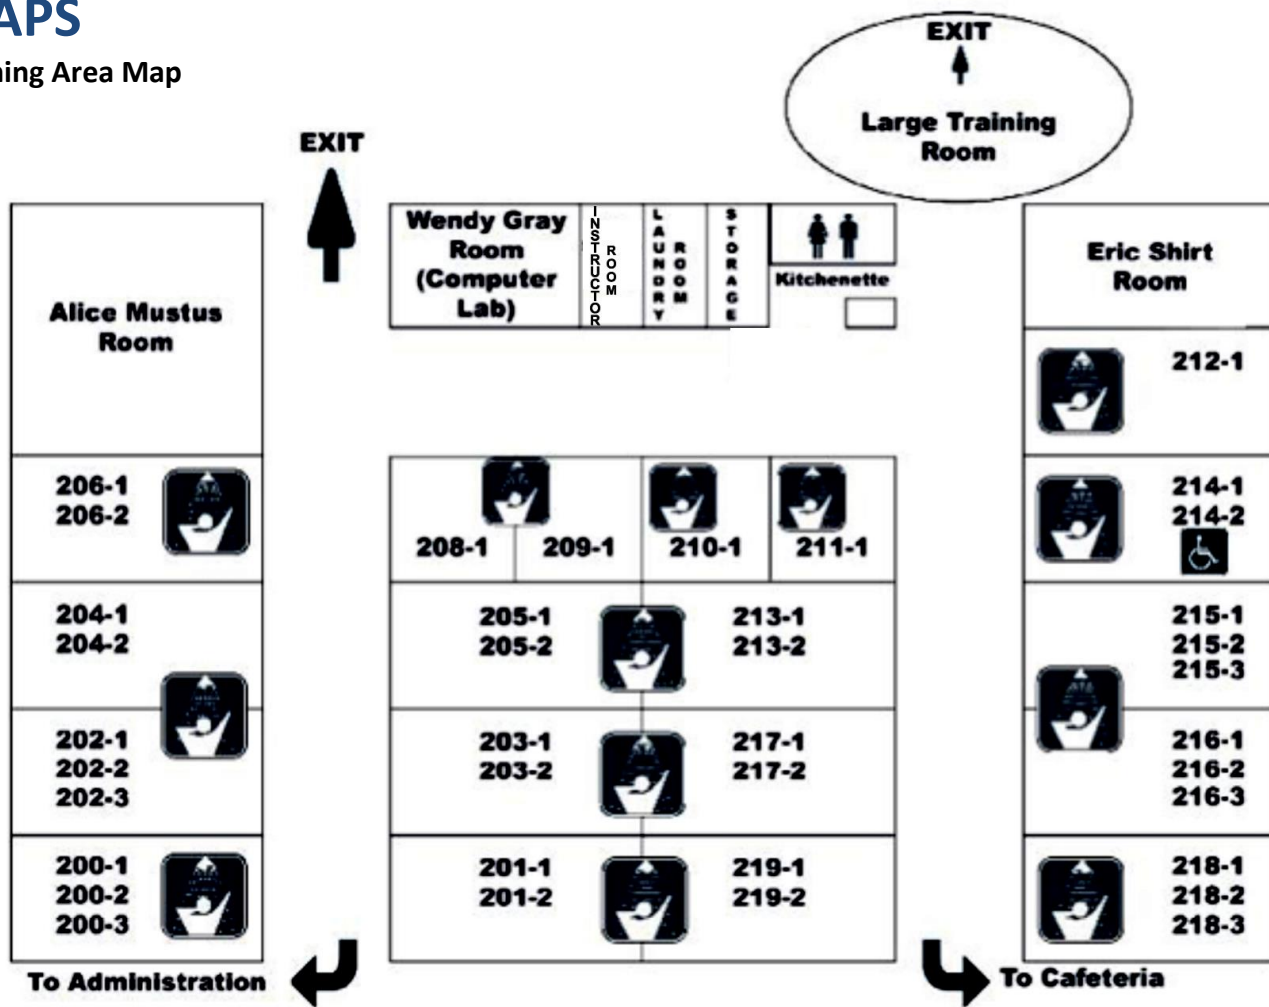 APS
ning Area Map
EXIT
Large Training
Room
EXIT
Alice Mustus
Room
Wendy Gray
Room
(Computer
Lab)
INSTRUCTOR
ROOM
LAUNDRY
ROOM
STORAGE
Kitchenette
Eric Shirt
Room
212-1
206-1
206-2
208-1
209-1
210-1
211-1
214-1
214-2
204-1
204-2
205-1
205-2
213-1
213-2
215-1
215-2
215-3
202-1
202-2
202-3
203-1
203-2
217-1
217-2
216-1
216-2
216-3
200-1
200-2
200-3
201-1
201-2
219-1
219-2
218-1
218-2
218-3
To Administration
To Cafeteria